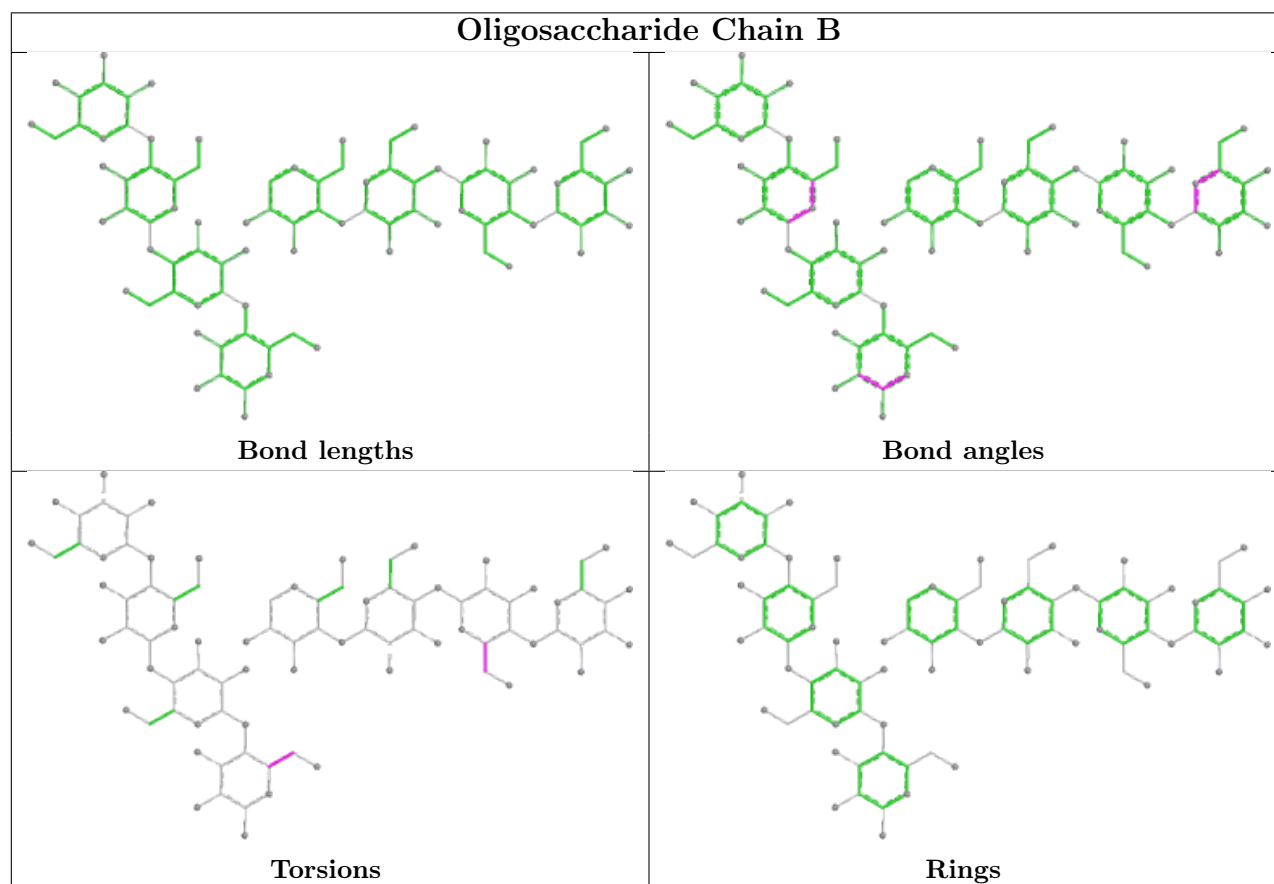 Oligosaccharide Chain B
Bond lengths
Bond angles
Torsions
Rings